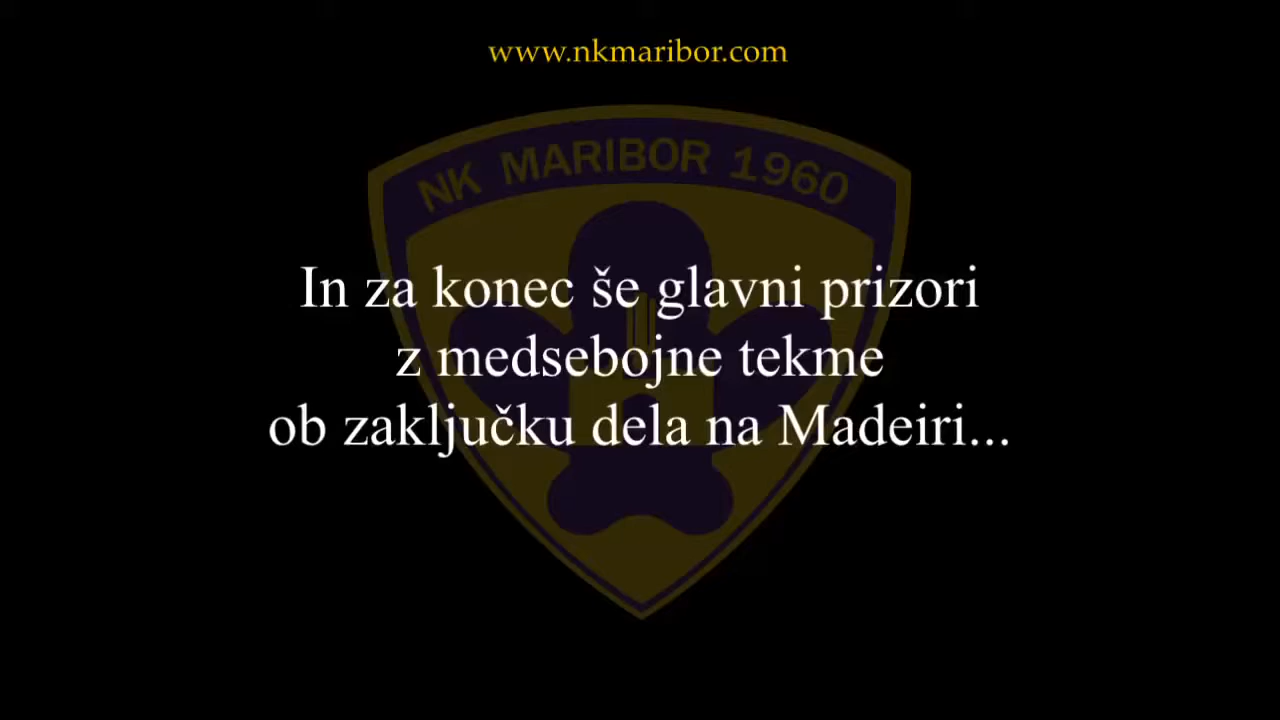 www.nkmaribor.com
NK MARIBOR 1960
In za konec še glavni prizori
z medsebojne tekme
ob zaključku dela na Madeiri...